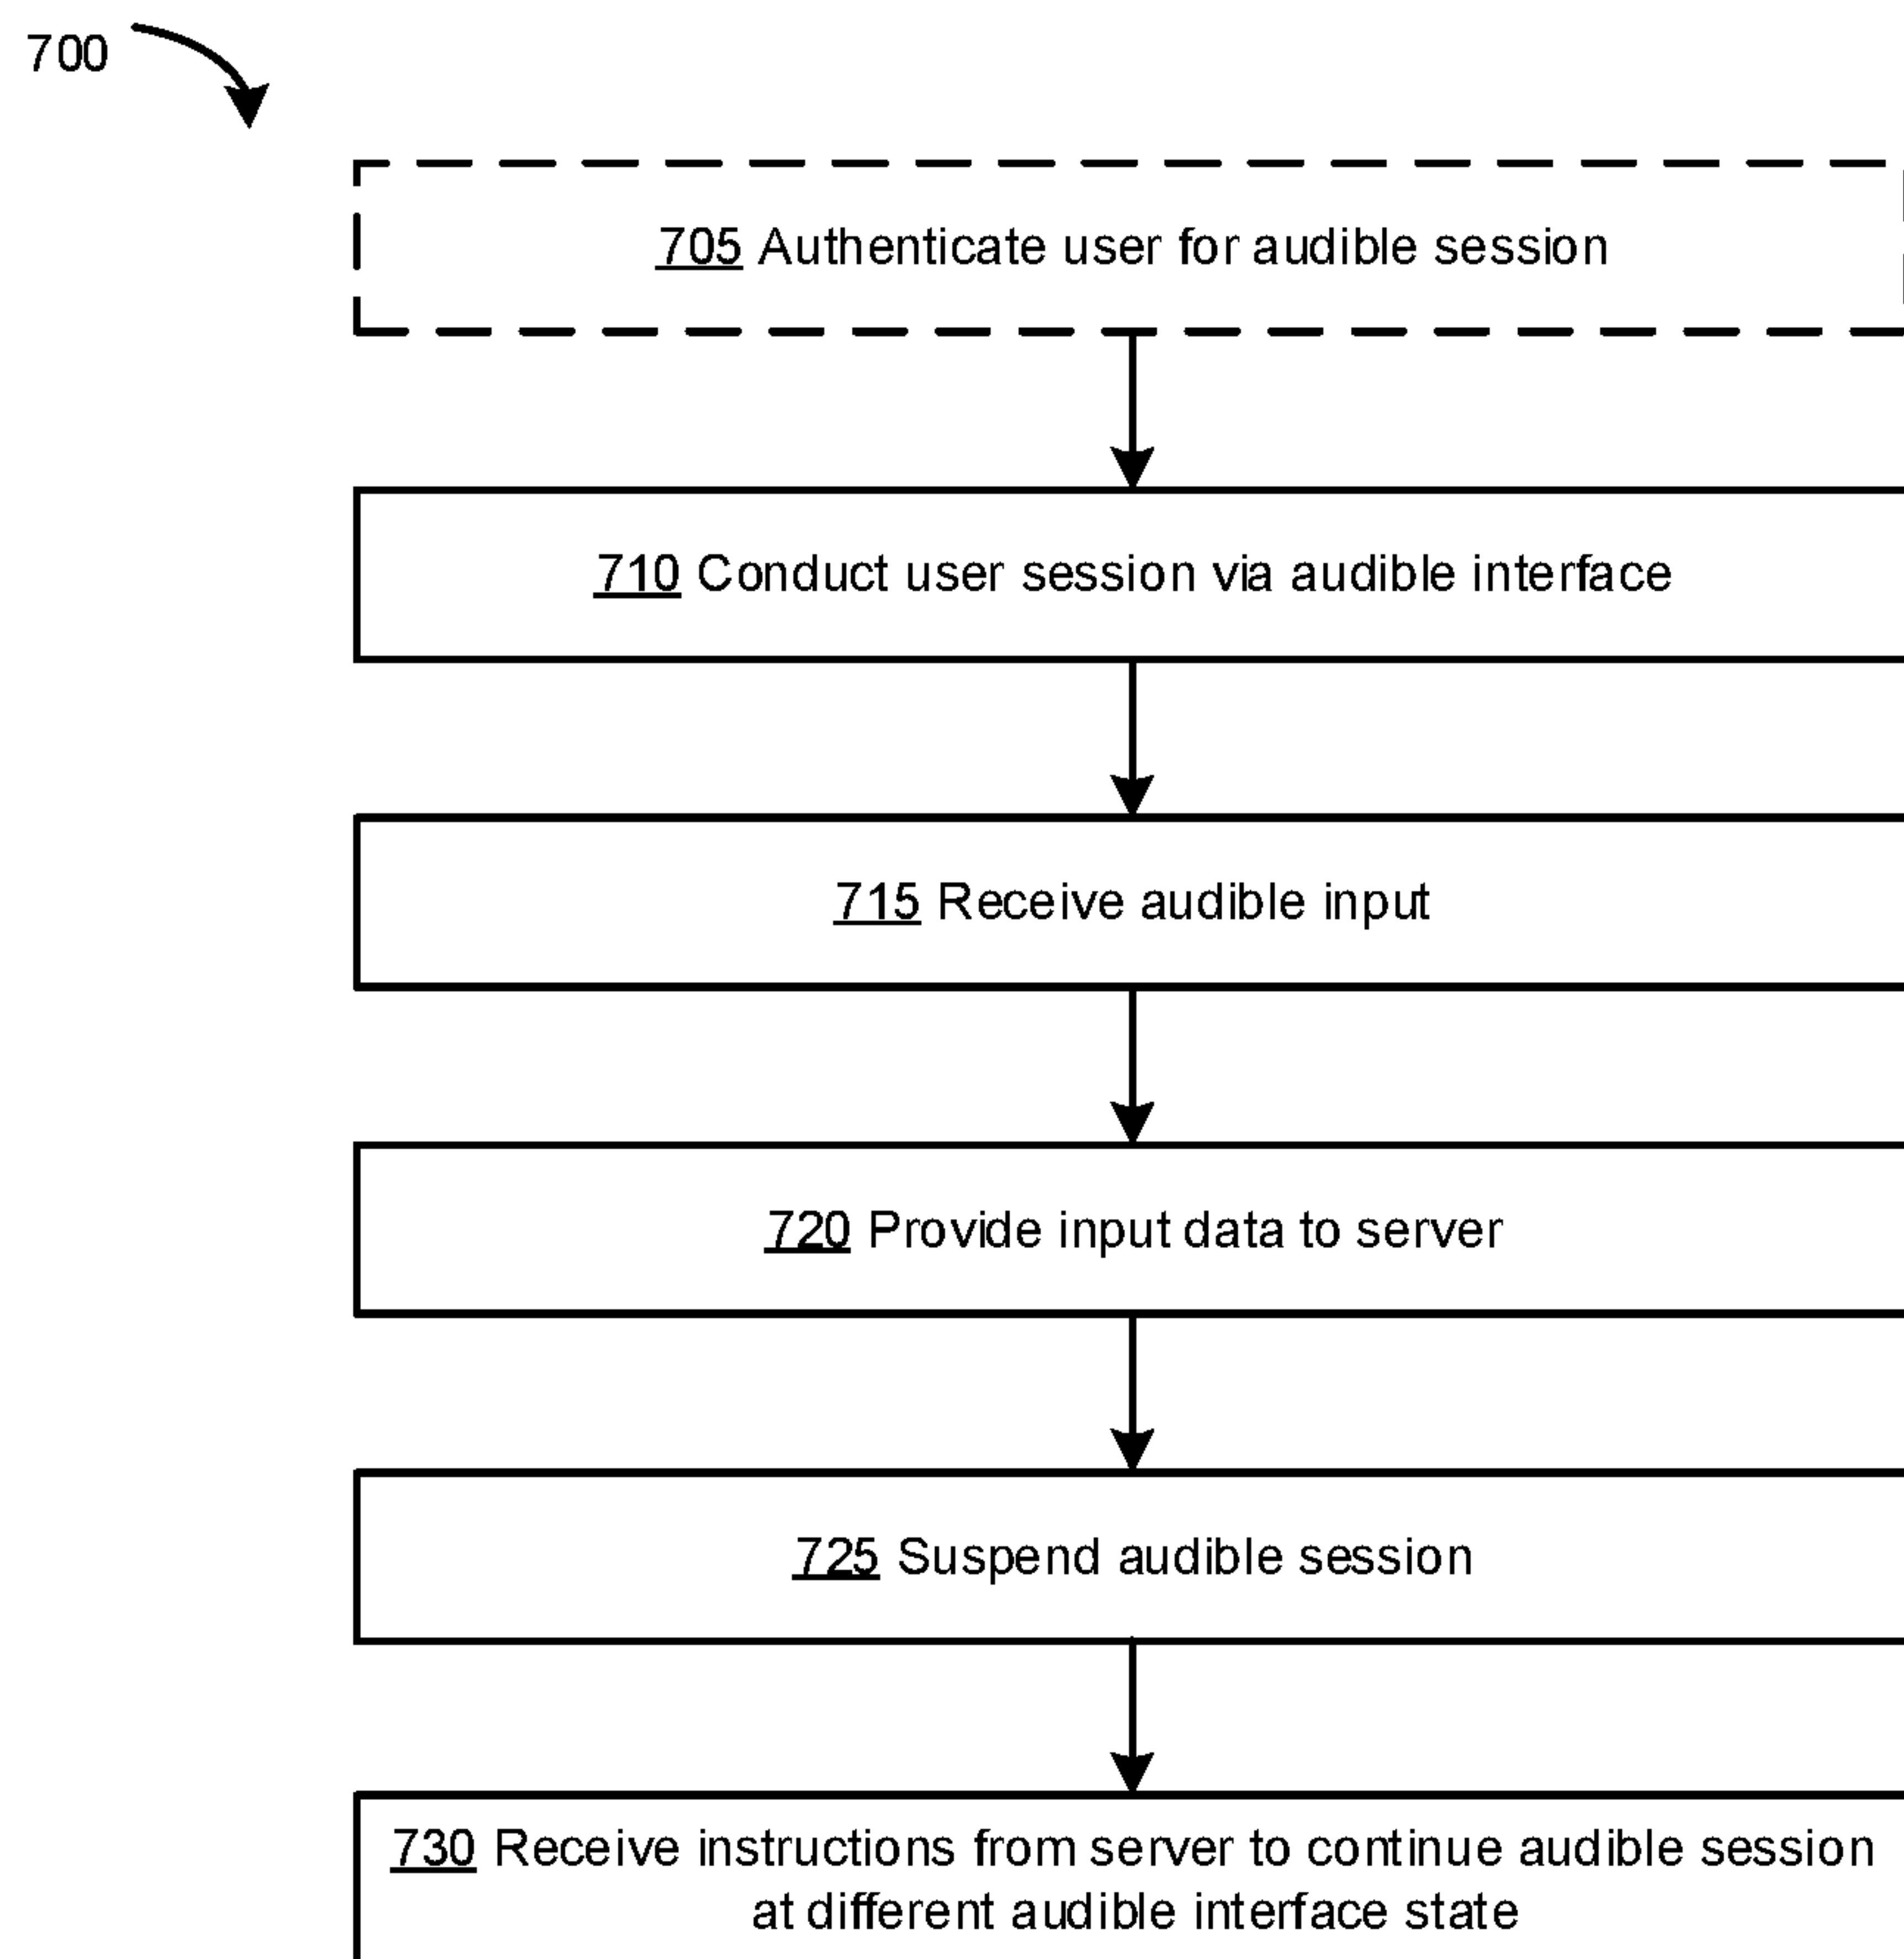 700
705 Authenticate user for audible session
710 Conduct user session via audible interface
715 Receive audible input
720 Provide input data to server
725 Suspend audible session
730 Receive instructions from server to continue audible session
at different audible interface state